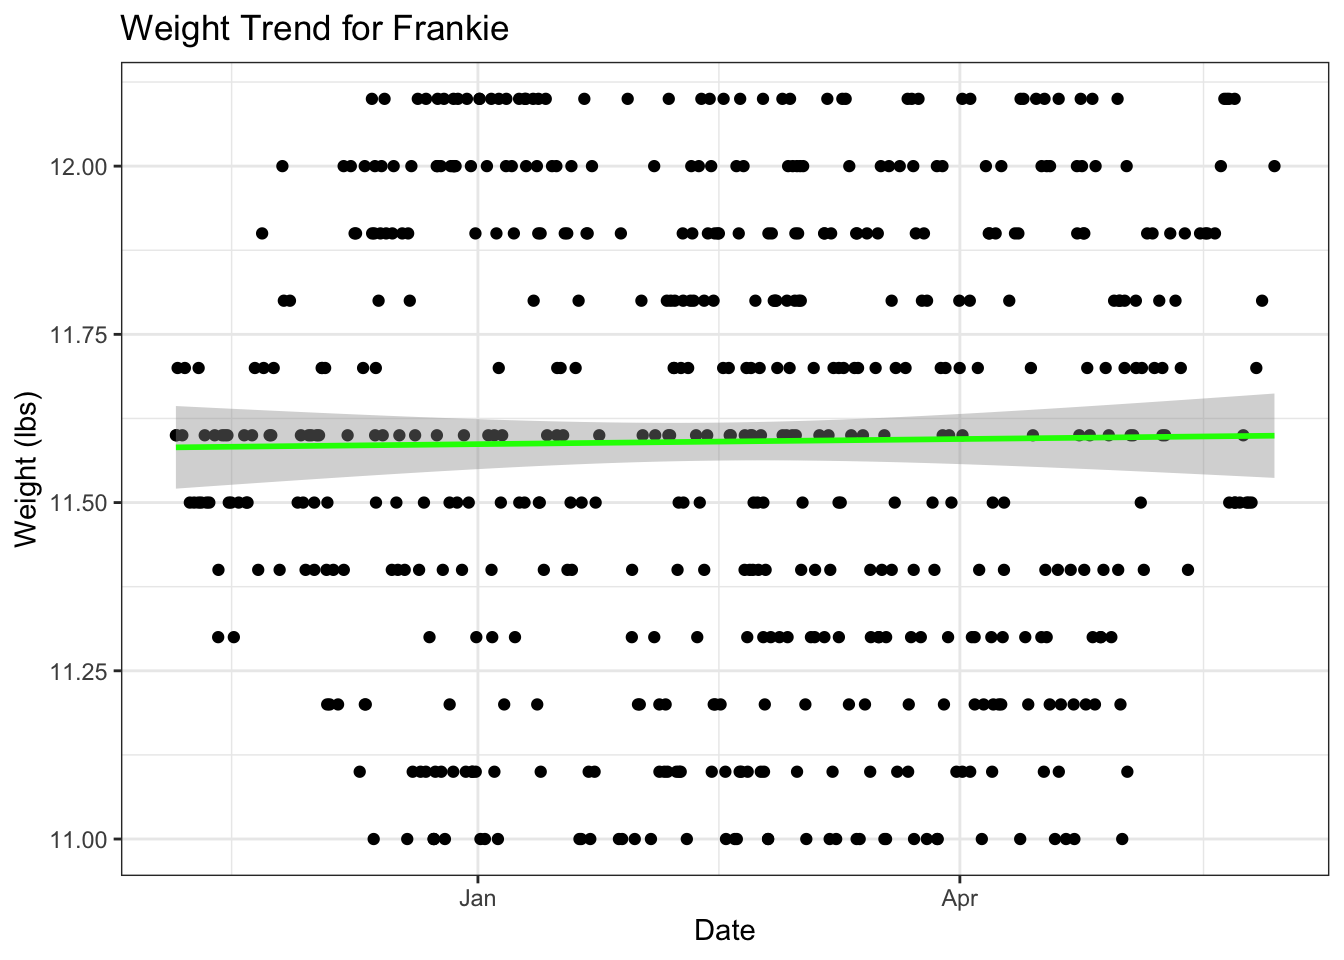 Weight Trend for Frankie
12.00
11.75
11.50
11.25
11.00
Weight (lbs)
Jan
Apr
Date